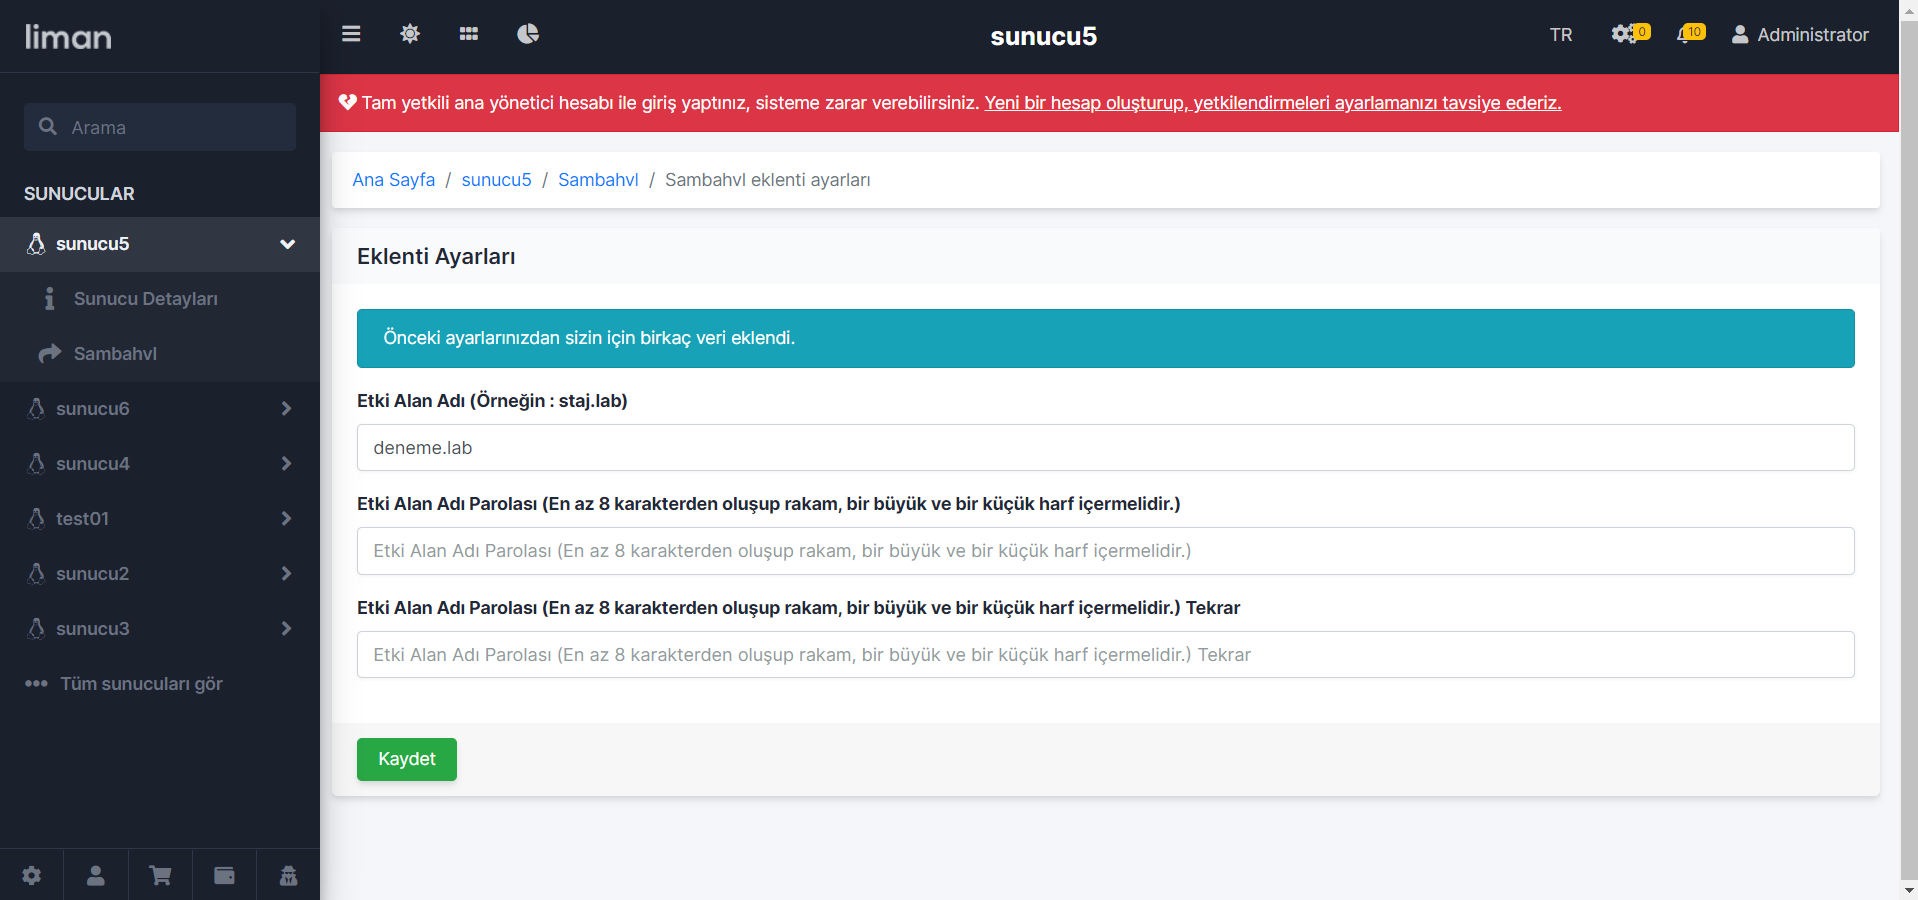 liman
sunucu5
TR
0
10
Administrator
Tam yetkili ana yönetici hesabı ile giriş yaptınız, sisteme zarar verebilirsiniz. Yeni bir hesap oluşturup, yetkilendirmeleri ayarlamanızı tavsiye ederiz.
Arama
SUNUCULAR
sunucu5
Sunucu Detayları
Sambahvl
sunucu6
sunucu4
test01
sunucu2
sunucu3
Tüm sunucuları gör
Ana Sayfa / sunucu5 / Sambahvl / Sambahvl eklenti ayarları
Eklenti Ayarları
Önceki ayarlarınızdan sizin için birkaç veri eklendi.
Etki Alan Adı (Örneğin : staj.lab)
deneme.lab
Etki Alan Adı Parolası (En az 8 karakterden oluşup rakam, bir büyük ve bir küçük harf içermelidir.)
Etki Alan Adı Parolası (En az 8 karakterden oluşup rakam, bir büyük ve bir küçük harf içermelidir.)
Etki Alan Adı Parolası (En az 8 karakterden oluşup rakam, bir büyük ve bir küçük harf içermelidir.) Tekrar
Etki Alan Adı Parolası (En az 8 karakterden oluşup rakam, bir büyük ve bir küçük harf içermelidir.) Tekrar
Kaydet